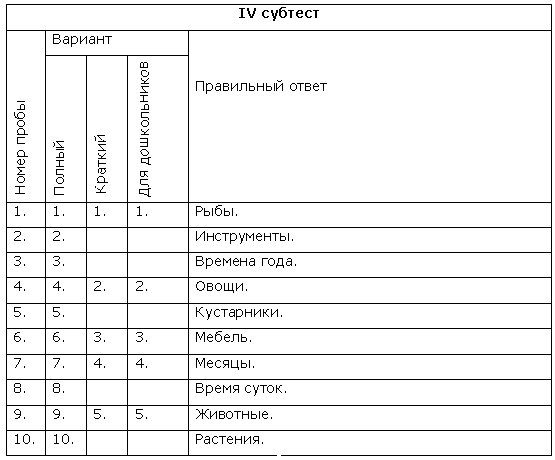 IV субтест
Номер пробы
Вариант
Полный
Краткий
Для дошкольников
Правильный ответ
1. 1. 1. 1. Рыбы.
2. 2. Инструменты.
3. 3. Времена года.
4. 4. 2. 2. Овощи.
5. 5. Кустарники.
6. 6. 3. 3. Мебель.
7. 7. 4. 4. Месяцы.
8. 8. Время суток.
9. 9. 5. 5. Животные.
10. 10. Растения.